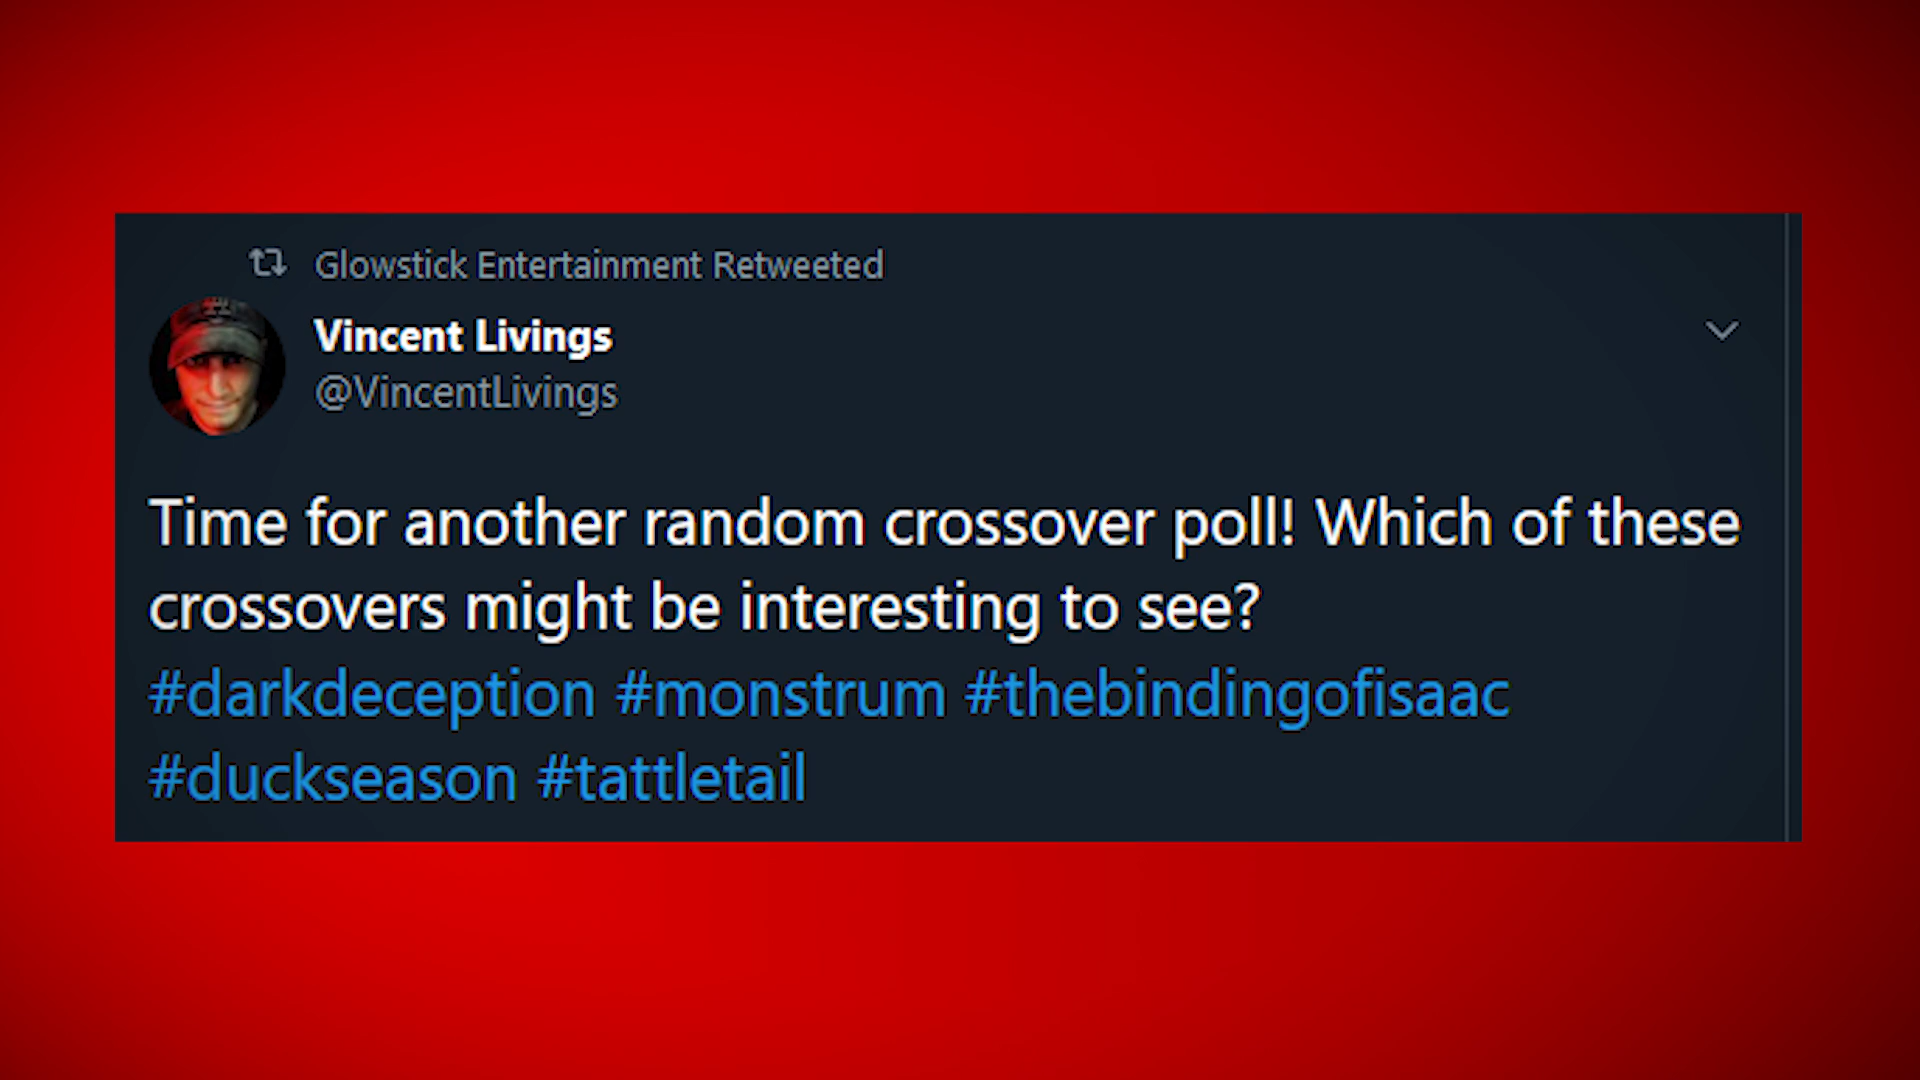 Glowstick Entertainment Retweeted
Vincent Livings
@VincentLivings
Time for another random crossover poll! Which of these
crossovers might be interesting to see?
#darkdeception #monstrum #thebindingofisaac
#duckseason #tattletail